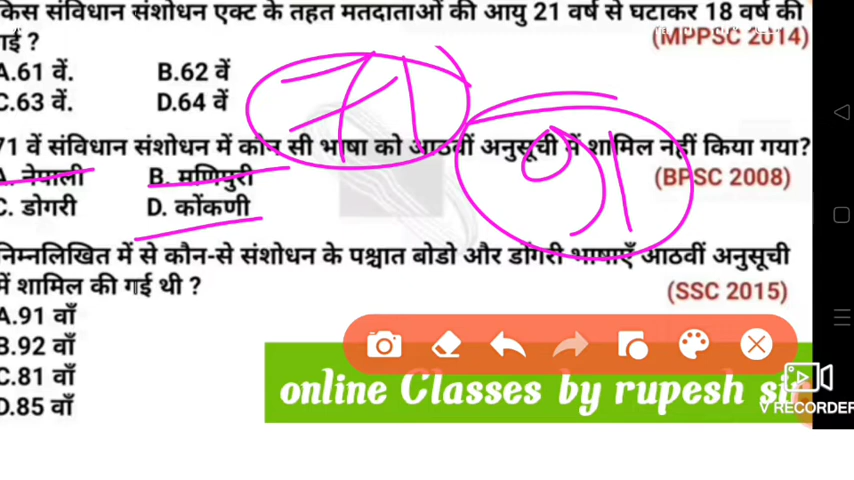 किस संविधान संशोधन एक्ट के तहत मतदाताओं की आयु 21 वर्ष से घटाकर 18 वर्ष की
गई ?
(MPPSC 2014)
A.61 वें.
B.62 वें
C.63 वें.
D.64 वें
71
91
71 वें संविधान संशोधन में कोन सी भाषा को आठवीं अनुसूची में शामिल नहीं किया गया?
A. नेपाली
B. मणिपुरी
(BPSC 2008)
C. डोगरी
D. कोंकणी
निम्नलिखित में से कौन-से संशोधन के पश्चात बोडो और डोंगरी भाषाएँ आठवीं अनुसूची
में शामिल की गई थी ?
(SSC 2015)
A.91 वाँ
B.92 वाँ
C.81 वाँ
D.85 वाँ
online Classes by rupesh sir
V RECORDER